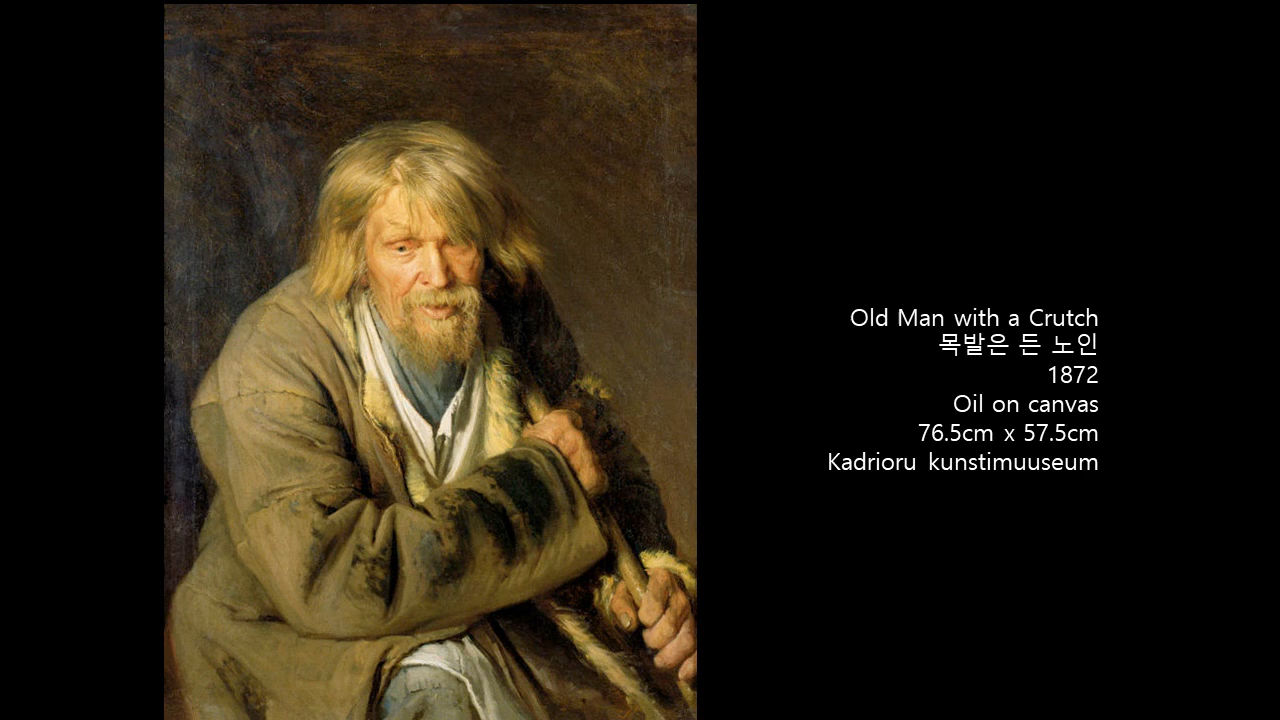 Old Man with a Crutch
목발은 든 노인
1872
Oil on canvas
76.5cm x 57.5cm
Kadrioru kunstimuuseum